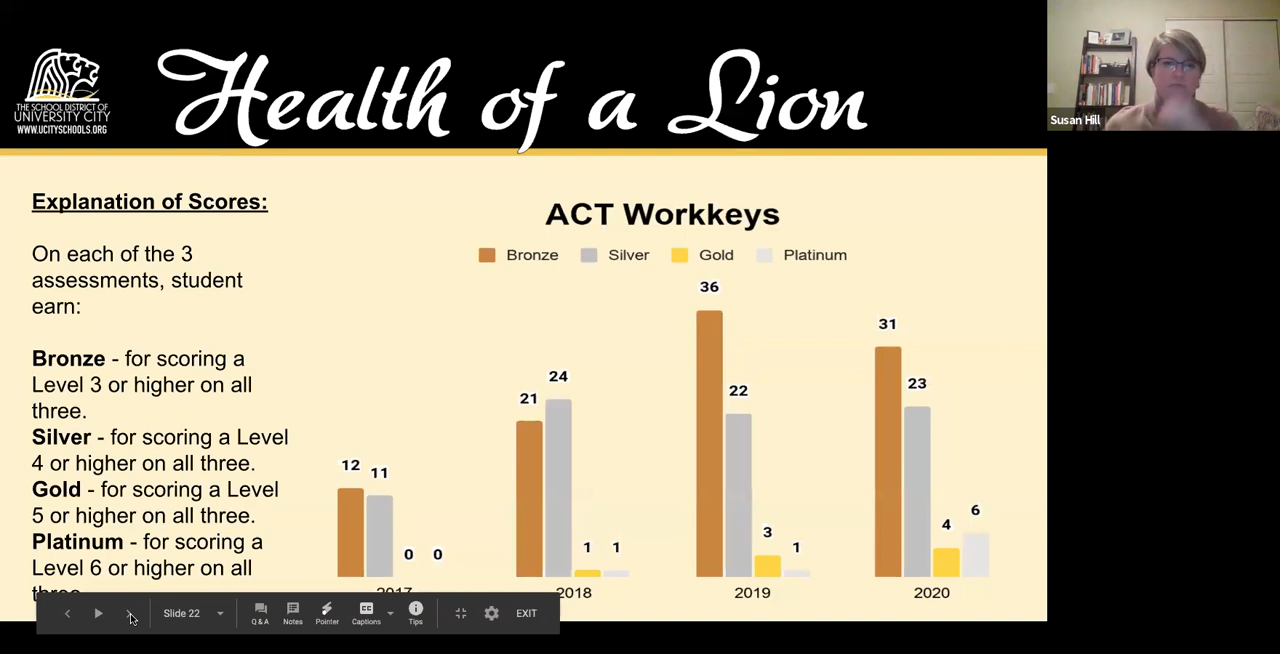 THE SCHOOL DISTRICT OF
UNIVERSITY CITY
WWW.UCITYSCHOOLS.ORG
Health of a Lion
Susan Hill
Explanation of Scores:
On each of the 3
assessments, student
earn:
Bronze - for scoring a
Level 3 or higher on all
three.
Silver - for scoring a Level
4 or higher on all three.
Gold - for scoring a Level
5 or higher on all three.
Platinum - for scoring a
Level 6 or higher on all
three.
ACT Workkeys
Bronze Silver Gold Platinum
12 11 0 0
21 24 1 1
36 22 3 1
31 23 4 6
2017 2018 2019 2020
Slide 22 Q & A Notes Pointer Captions Tips EXIT